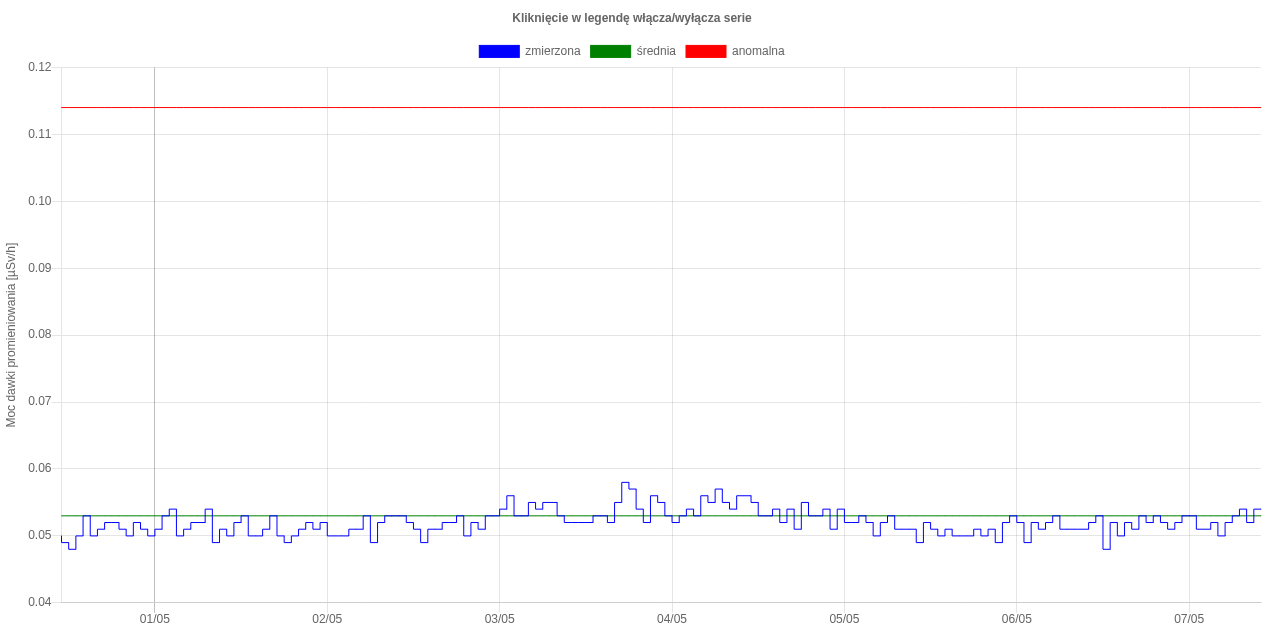 Kliknięcie w legendę włącza/wyłącza serie
zmierzona średnia anomalna
Moc dawki promieniowania [µSv/h]
0.12
0.11
0.10
0.09
0.08
0.07
0.06
0.05
0.04
01/05 02/05 03/05 04/05 05/05 06/05 07/05